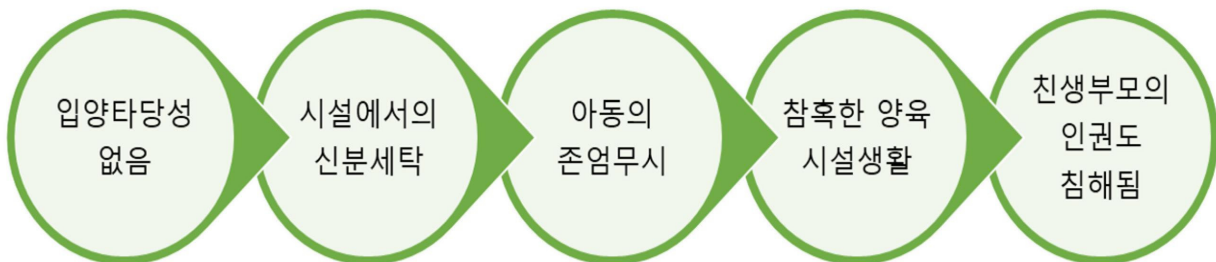 입양타당성
없음
시설에서의
신분세탁
아동의
존엄무시
참혹한 양육
시설생활
친생부모의
인권도
침해됨